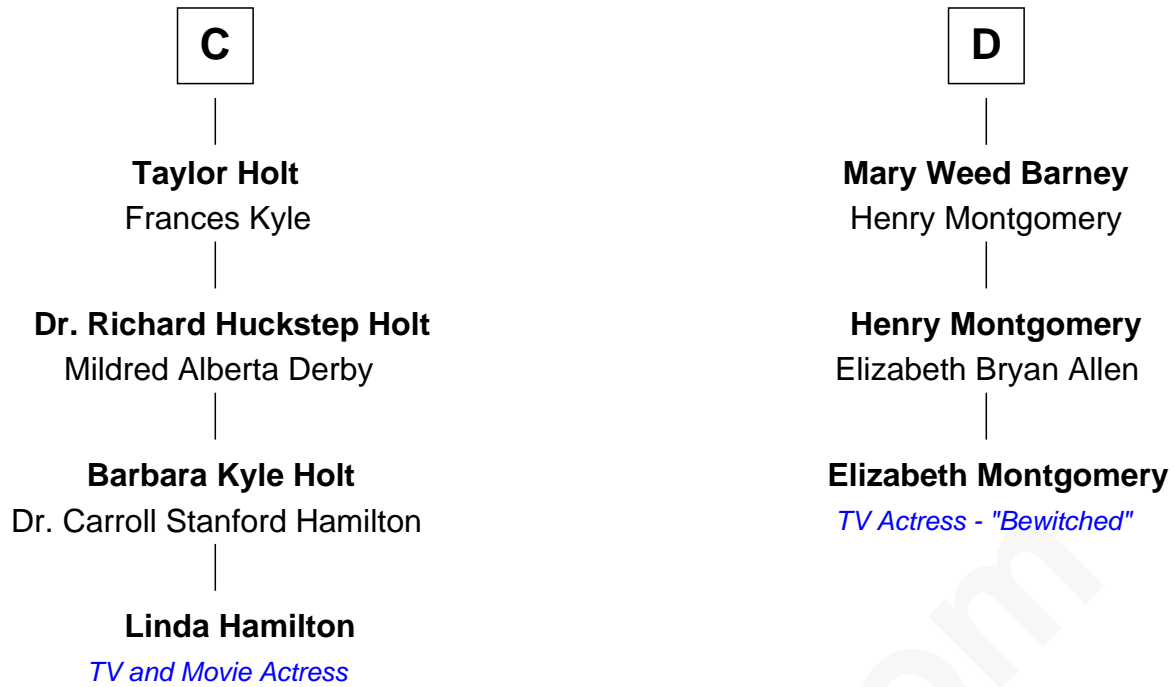 C
Taylor Holt
Frances Kyle
Dr. Richard Huckstep Holt
Mildred Alberta Derby
Barbara Kyle Holt
Dr. Carroll Stanford Hamilton
Linda Hamilton
TV and Movie Actress
D
Mary Weed Barney
Henry Montgomery
Henry Montgomery
Elizabeth Bryan Allen
Elizabeth Montgomery
TV Actress - "Bewitched"
om